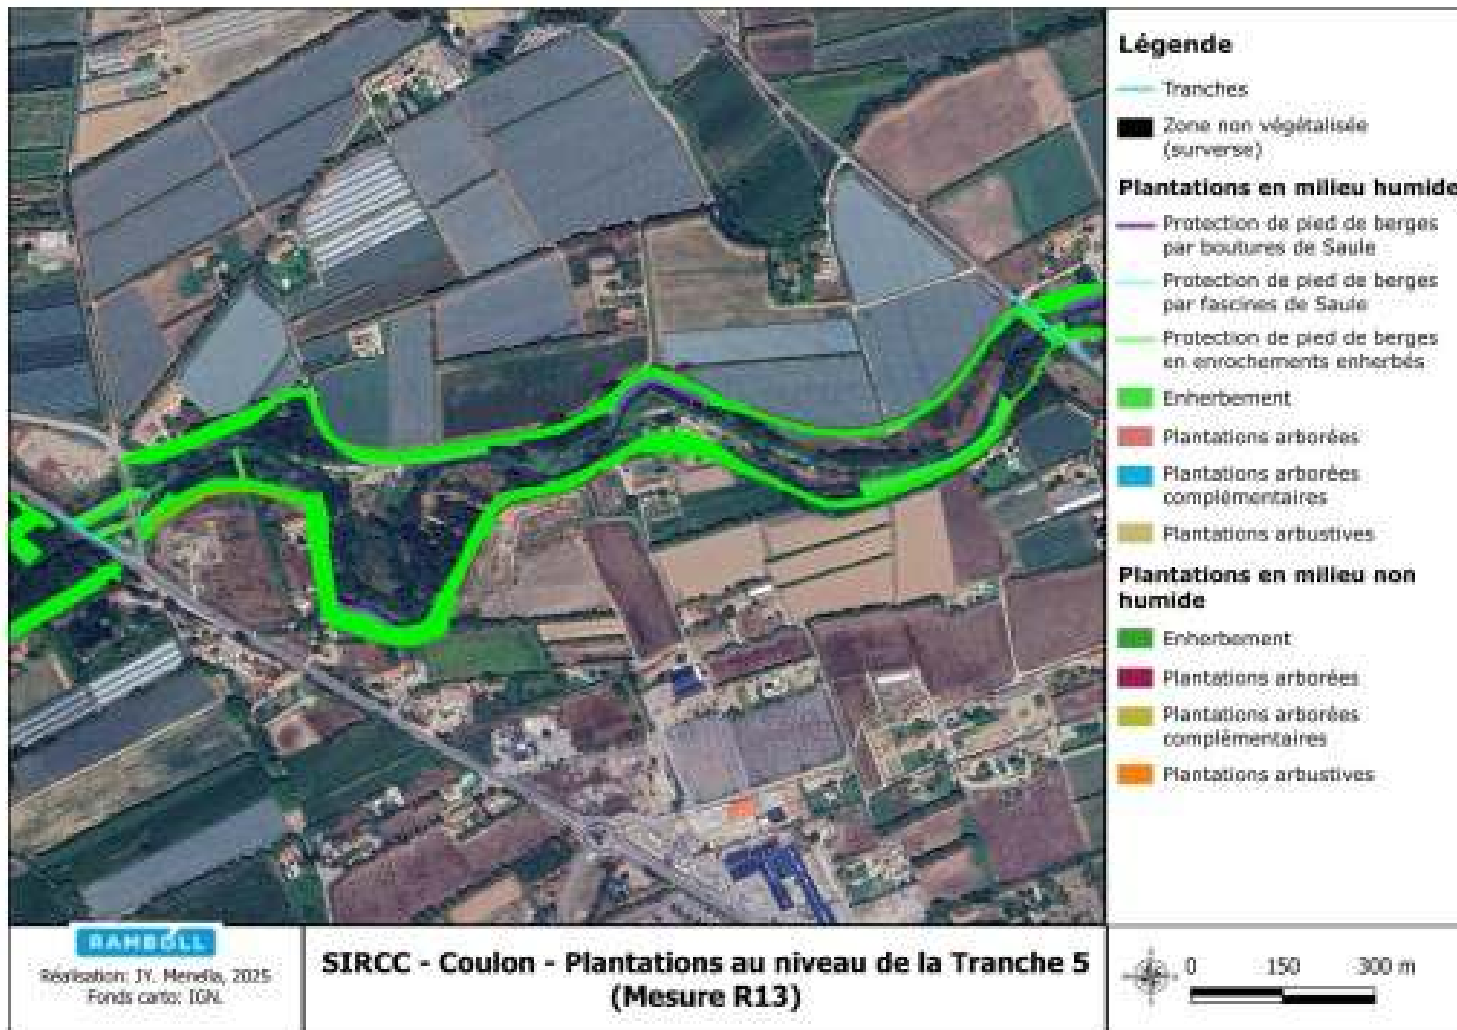 Légende
Tranches
Zone non végétalisée
(surverse)
Plantations en milieu humide
Protection de pied de berges
par boutures de Saule
Protection de pied de berges
par fascines de Saule
Protection de pied de berges
en enrochements enherbés
Enherbement
Plantations arborées
Plantations arborées
complémentaires
Plantations arbustives
Plantations en milieu non
humide
Enherbement
Plantations arborées
Plantations arborées
complémentaires
Plantations arbustives
RAMBOLL
Réalisation: JY. Menella, 2025
Fonds carto: IGN.
SIRCC - Coulon - Plantations au niveau de la Tranche 5
(Mesure R13)
0 150 300 m